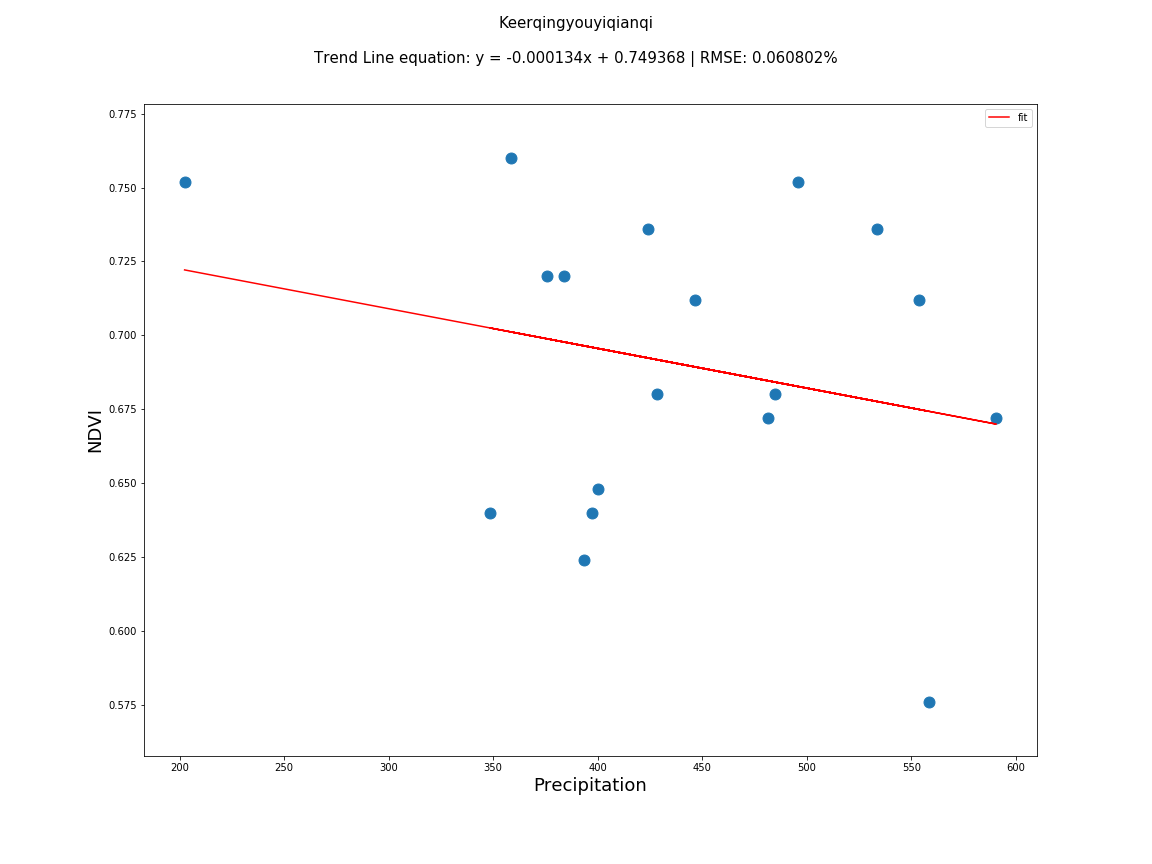 Keerqingyouyiqianqi
Trend Line equation: y = -0.000134x + 0.749368 | RMSE: 0.060802%
fit
0.775
0.750
0.725
0.700
0.675
0.650
0.625
0.600
0.575
NDVI
200 250 300 350 400 450 500 550 600
Precipitation